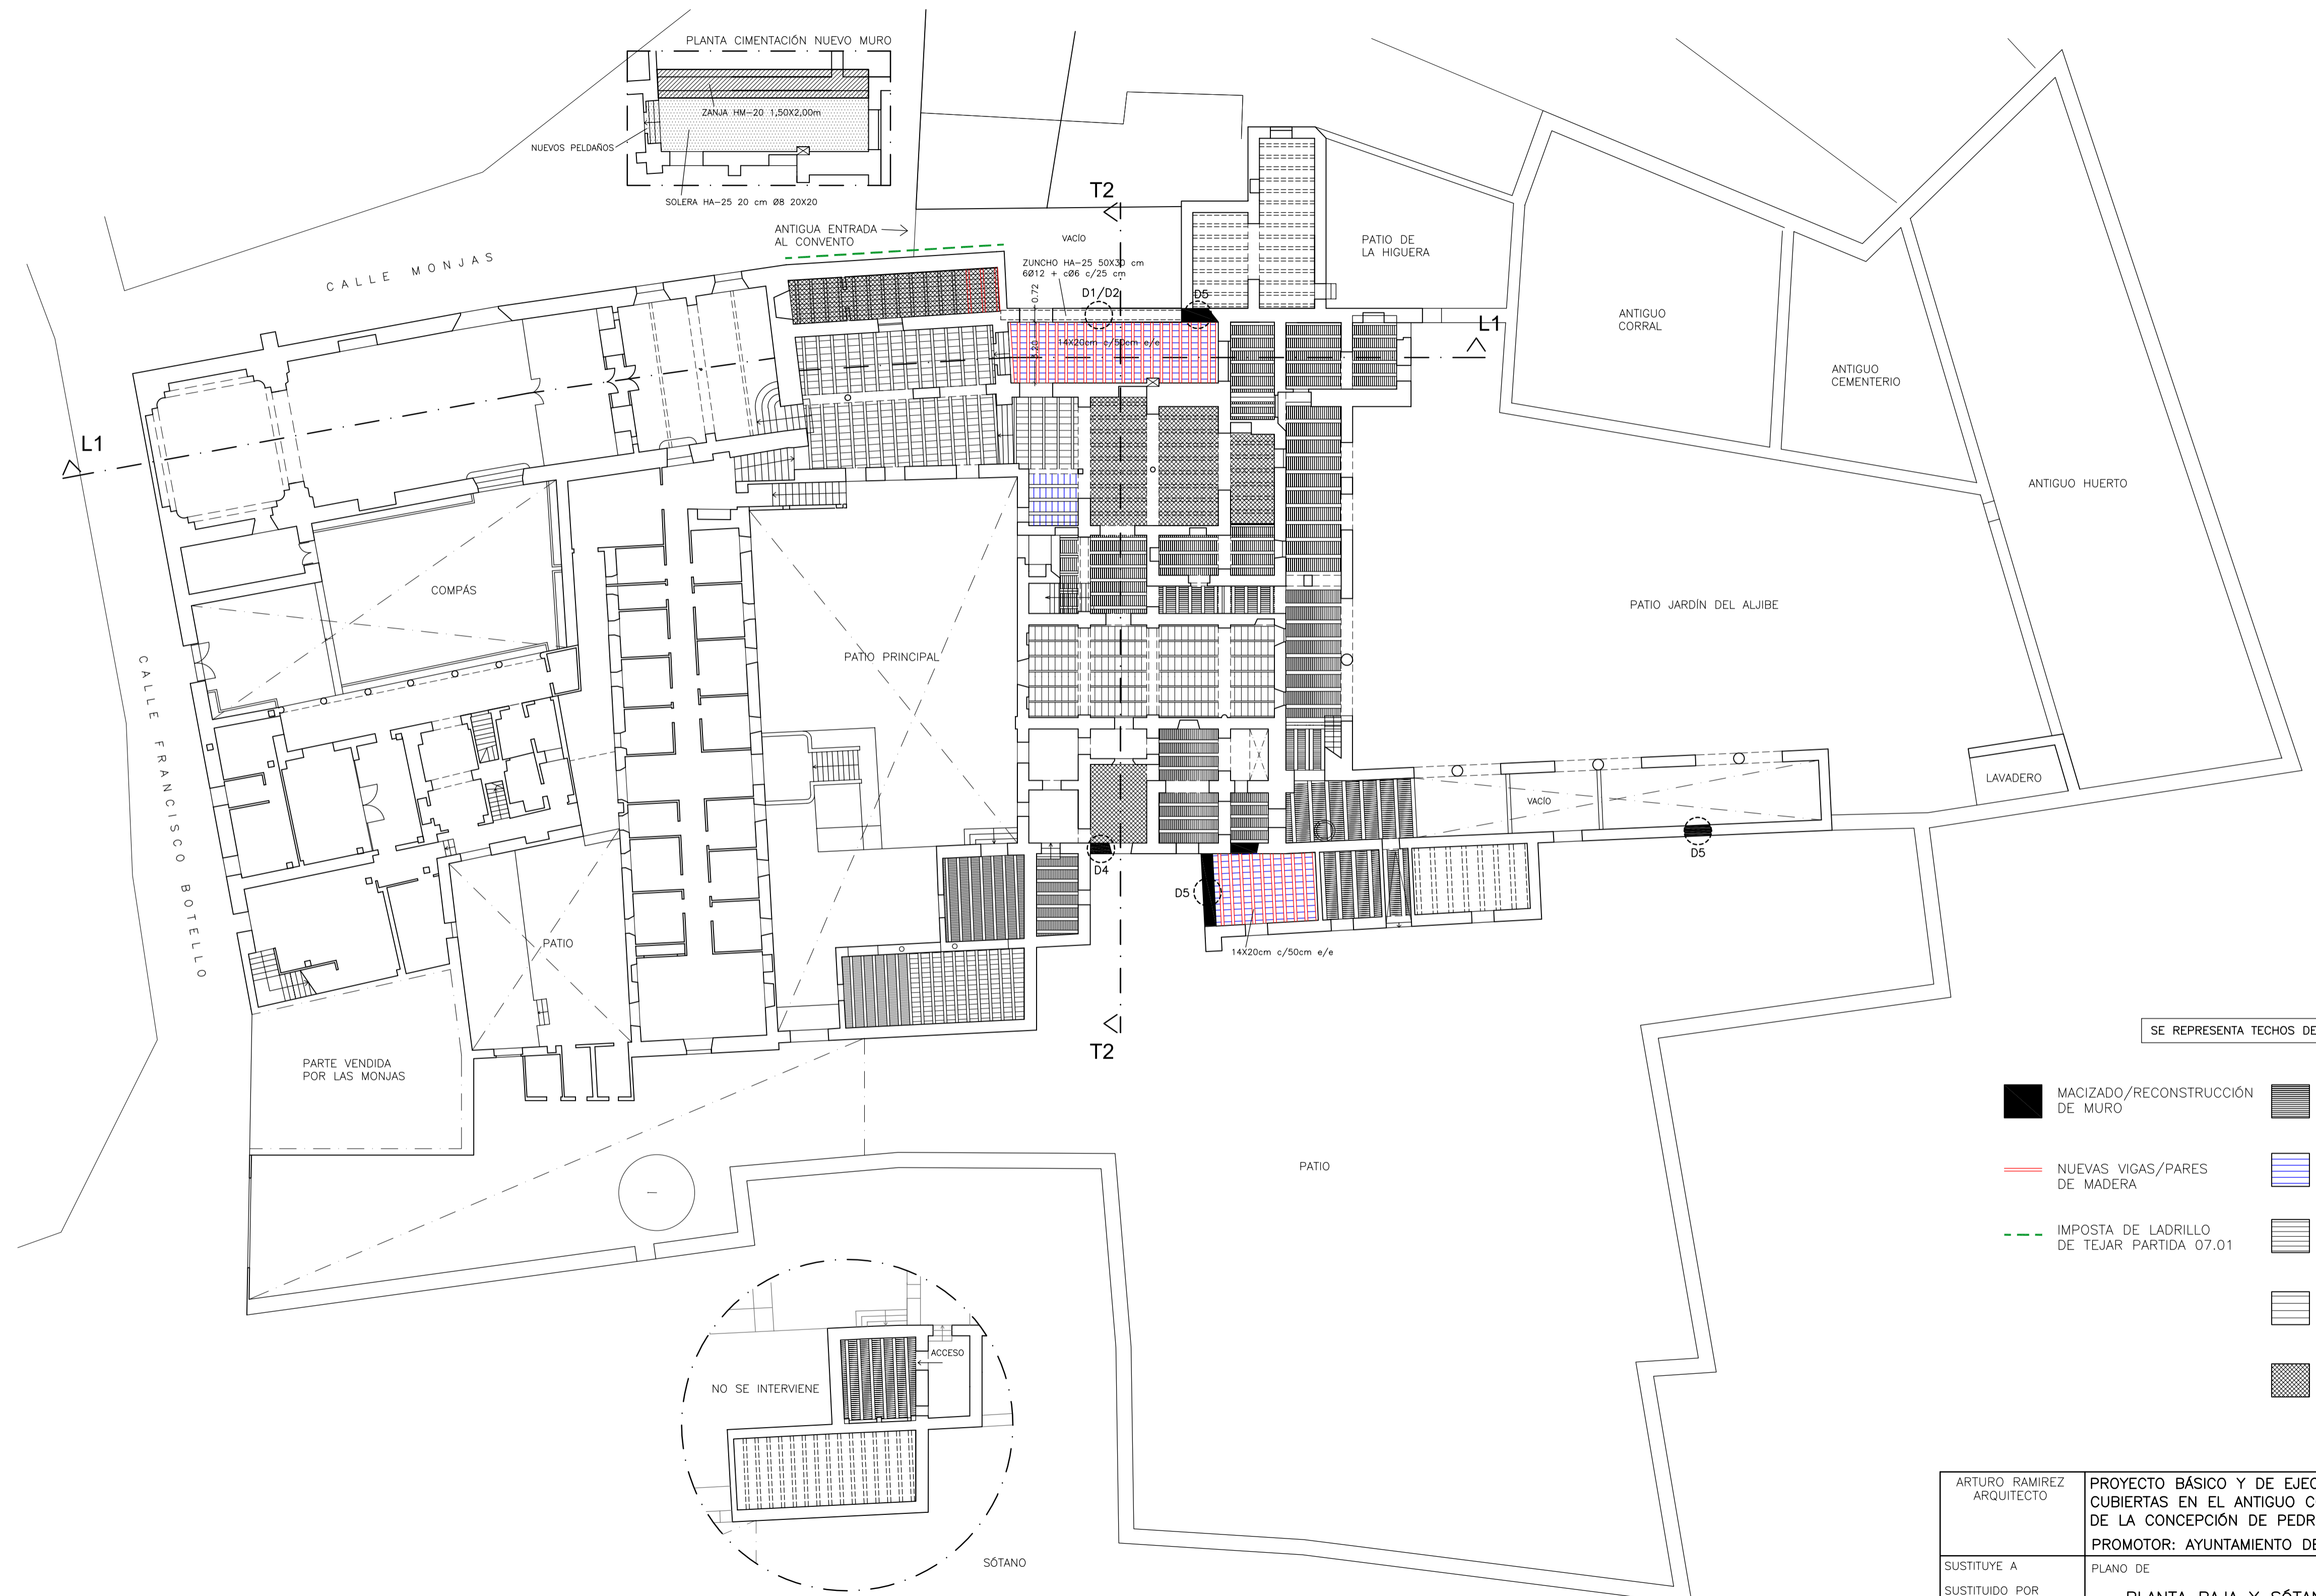 PLANTA CIMENTACIÓN NUEVO MURO
ZANJA HM-20 1,50X2,00m
NUEVOS PELDAÑOS
SOLERA HA-25 20 cm Ø8 20X20
T2
ANTIGUA ENTRADA
AL CONVENTO
VACÍO
ZUNCHO HA-25 50X30 cm
6Ø12 + cØ6 c/25 cm
D1/D2
D5
0.72
14X20cm c/50cm e/e
PATIO DE
LA HIGUERA
CALLE MONJAS
L1
L1
ANTIGUO
CORRAL
ANTIGUO
CEMENTERIO
ANTIGUO HUERTO
COMPÁS
PATIO PRINCIPAL
PATIO JARDÍN DEL ALJIBE
CALLE FRANCISCO BOTELLO
LAVADERO
VACÍO
D5
D4
D5
14X20cm c/50cm e/e
PATIO
T2
PARTE VENDIDA
POR LAS MONJAS
PATIO
SE REPRESENTA TECHOS DE
MACIZADO/RECONSTRUCCIÓN
DE MURO
NUEVAS VIGAS/PARES
DE MADERA
IMPOSTA DE LADRILLO
DE TEJAR PARTIDA 07.01
ACCESO
NO SE INTERVIENE
SÓTANO
ARTURO RAMIREZ
ARQUITECTO
PROYECTO BÁSICO Y DE EJEC
CUBIERTAS EN EL ANTIGUO C
DE LA CONCEPCIÓN DE PEDR
PROMOTOR: AYUNTAMIENTO DE
SUSTITUYE A
SUSTITUIDO POR
PLANO DE
PLANTA BAJA Y SÓTAN